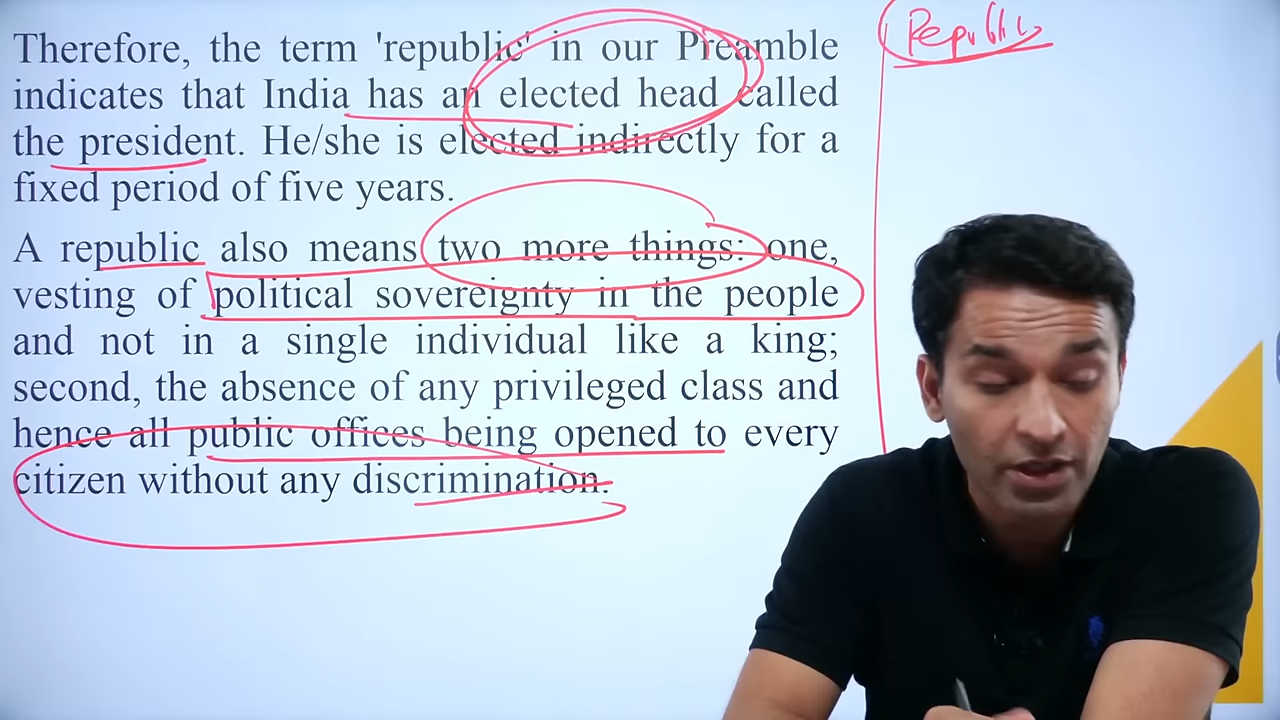 Therefore, the term 'republic' in our Preamble
indicates that India has an elected head called
the president. He/she is elected indirectly for a
fixed period of five years.
A republic also means two more things: one,
vesting of political sovereignty in the people
and not in a single individual like a king;
second, the absence of any privileged class and
hence all public offices being opened to every
citizen without any discrimination.
Republic